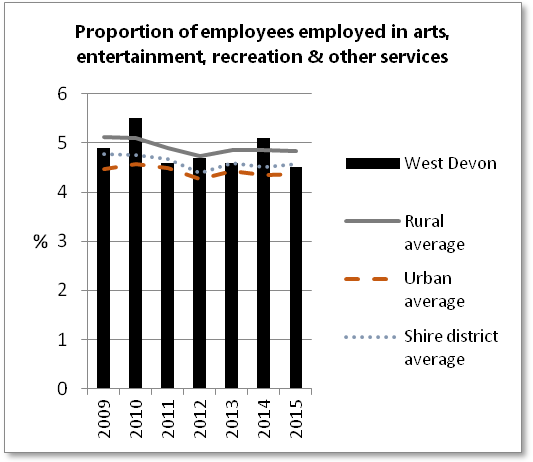 Proportion of employees employed in arts,
entertainment, recreation & other services
6
5
4
3
2
1
0
%
2009
2010
2011
2012
2013
2014
2015
West Devon
Rural
average
Urban
average
Shire district
average